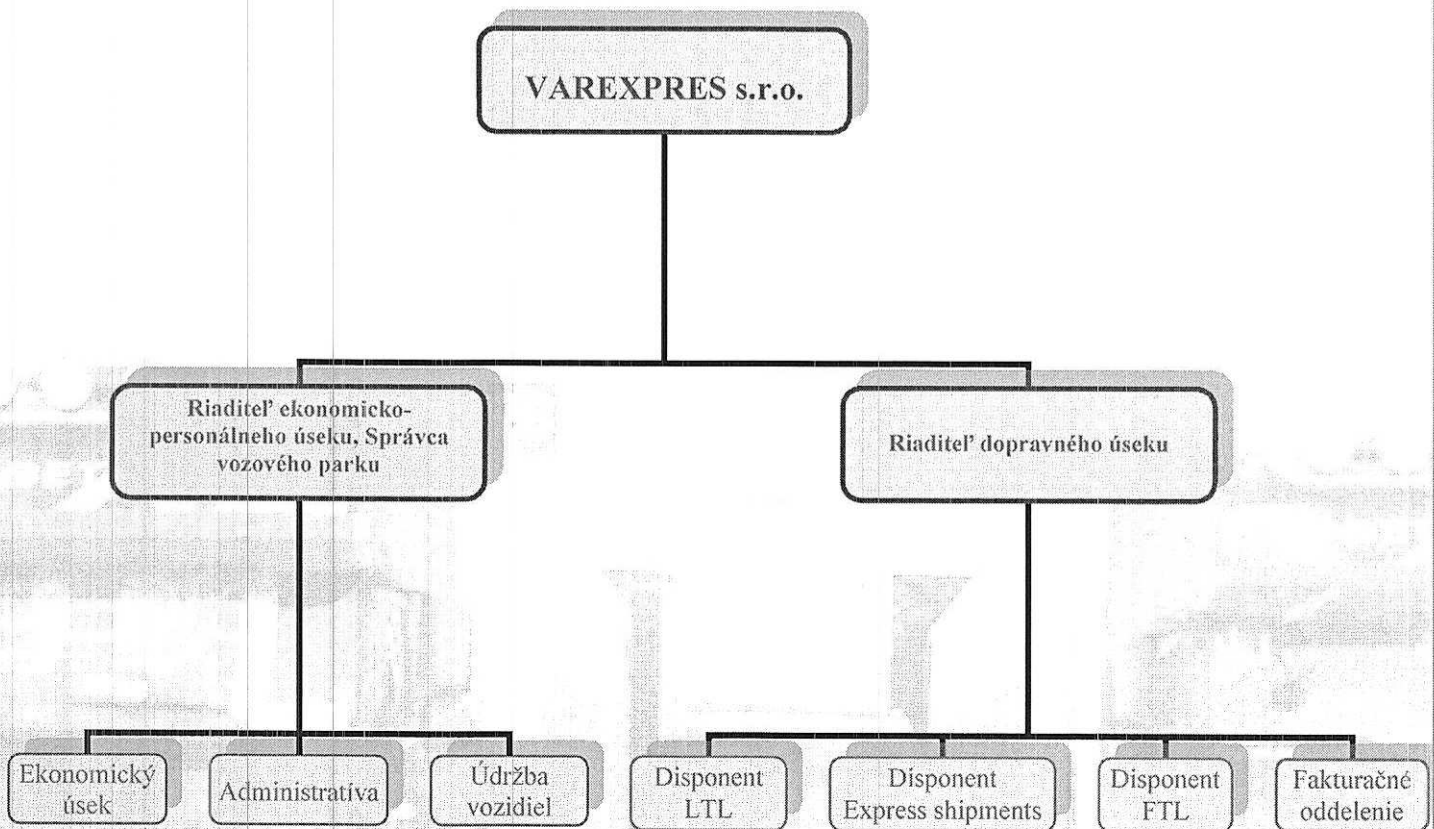 VAREXPRES s.r.o.
Riaditeľ ekonomicko-
personálneho úseku. Správca
vozového parku
Riaditeľ dopravného úseku
Ekonomický
úsek
Administratíva
Údržba
vozidiel
Disponent
LTL
Disponent
Express shipments
Disponent
FTL
Fakturačné
oddelenie